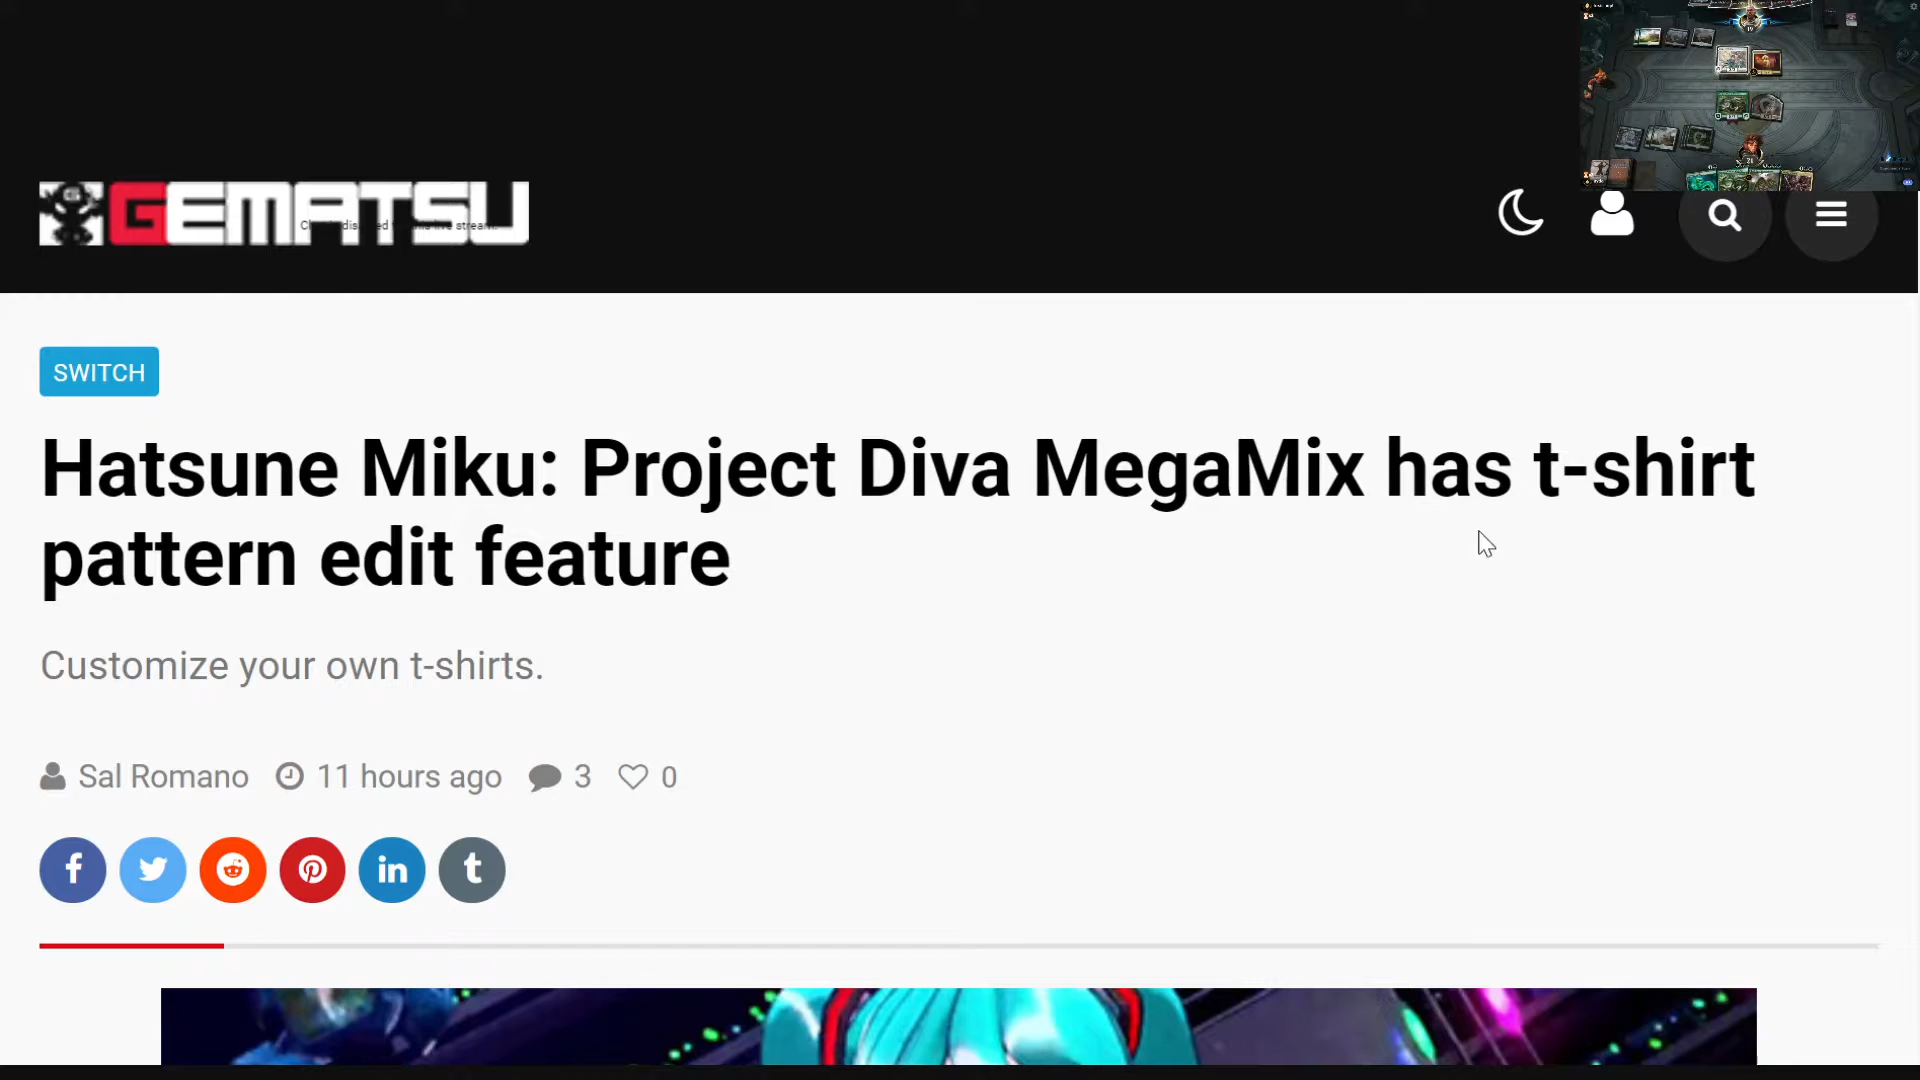 GEMATSU
SWITCH
Hatsune Miku: Project Diva MegaMix has t-shirt
pattern edit feature
Customize your own t-shirts.
Sal Romano 11 hours ago 3 0